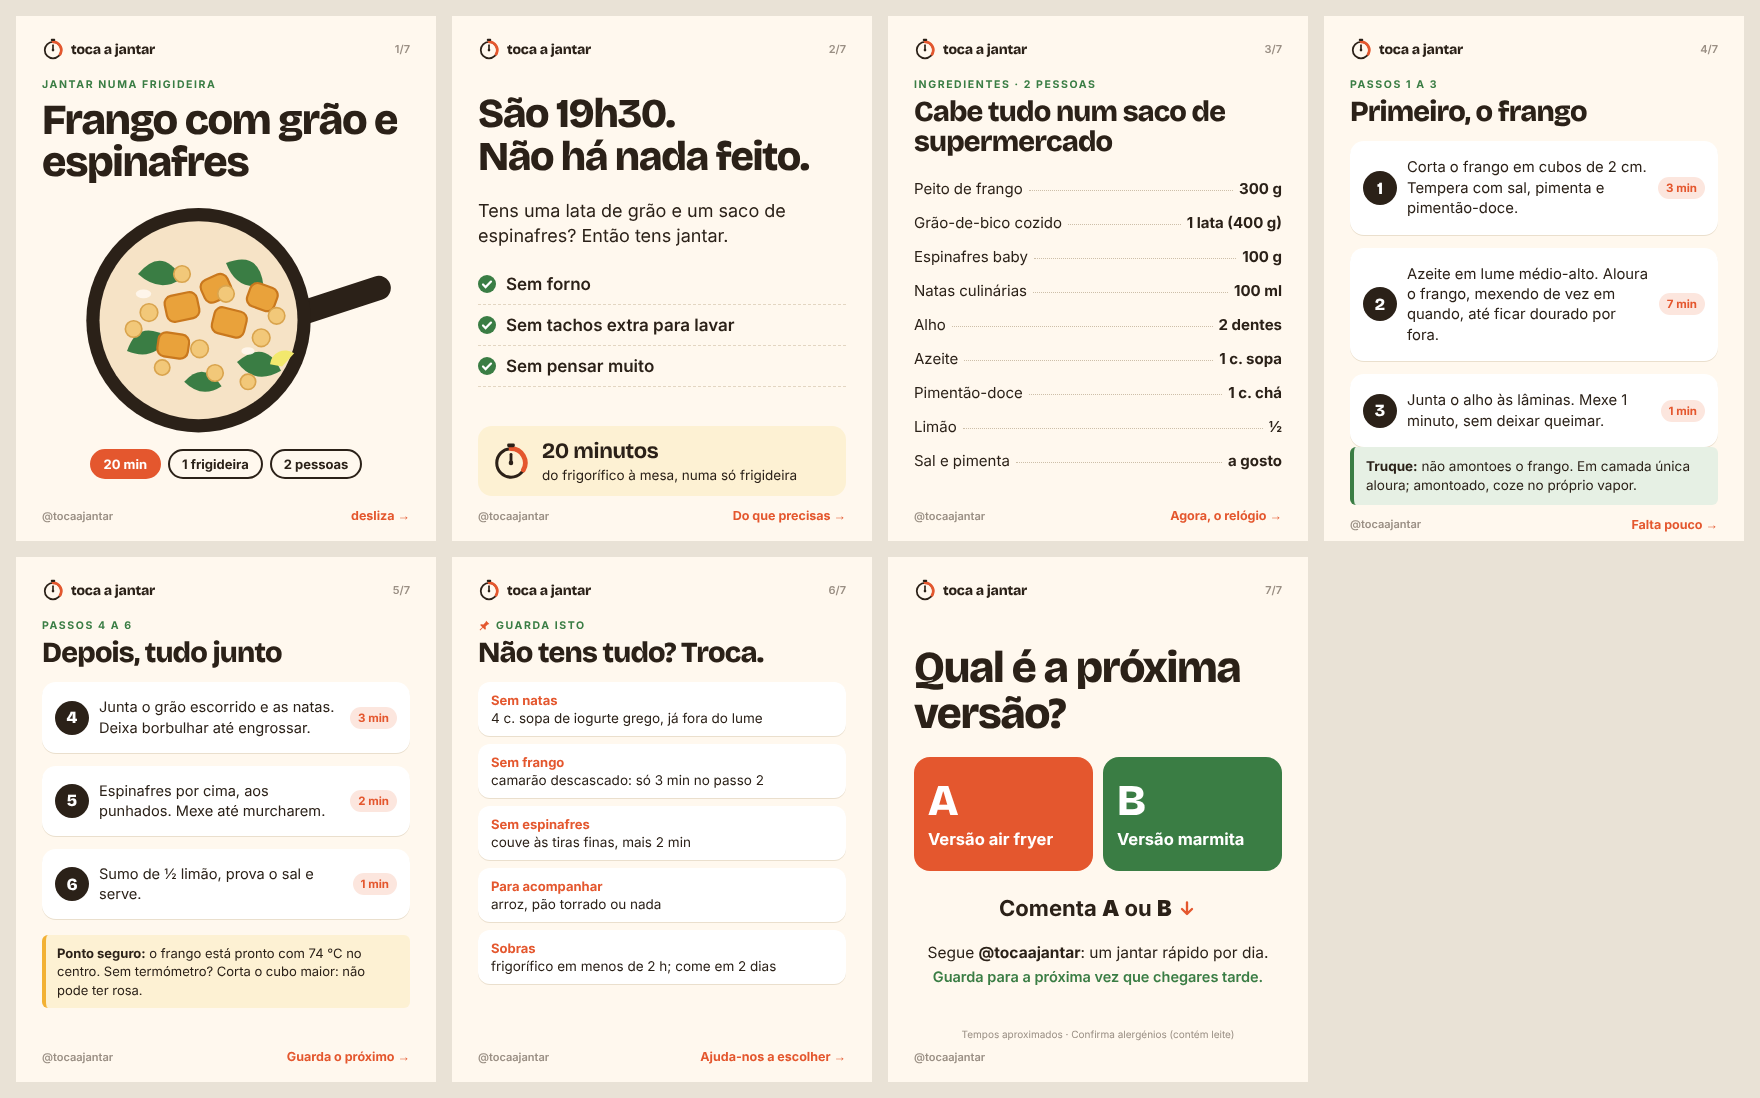 toca a jantar
1/7
JANTAR NUMA FRIGIDEIRA
Frango com grão e
espinafres
20 min
1 frigideira
2 pessoas
@tocaajantar
desliza →
toca a jantar
2/7
São 19h30.
Não há nada feito.
Tens uma lata de grão e um saco de
espinafres? Então tens jantar.
Sem forno
Sem tachos extra para lavar
Sem pensar muito
20 minutos
do frigorífico à mesa, numa só frigideira
@tocaajantar
Do que precisas →
toca a jantar
3/7
INGREDIENTES · 2 PESSOAS
Cabe tudo num saco de
supermercado
Peito de frango 300 g
Grão-de-bico cozido 1 lata (400 g)
Espinafres baby 100 g
Natas culinárias 100 ml
Alho 2 dentes
Azeite 1 c. sopa
Pimentão-doce 1 c. chá
Limão ½
Sal e pimenta a gosto
@tocaajantar
Agora, o relógio →
toca a jantar
4/7
PASSOS 1 A 3
Primeiro, o frango
1
Corta o frango em cubos de 2 cm.
Tempera com sal, pimenta e
pimentão-doce.
3 min
2
Azeite em lume médio-alto. Aloura
o frango, mexendo de vez em
quando, até ficar dourado por
fora.
7 min
3
Junta o alho às lâminas. Mexe 1
minuto, sem deixar queimar.
1 min
Truque: não amontoes o frango. Em camada única
aloura; amontoado, coze no próprio vapor.
@tocaajantar
Falta pouco →
toca a jantar
5/7
PASSOS 4 A 6
Depois, tudo junto
4
Junta o grão escorrido e as natas.
Deixa borbulhar até engrossar.
3 min
5
Espinafres por cima, aos
punhados. Mexe até murcharem.
2 min
6
Sumo de ½ limão, prova o sal e
serve.
1 min
Ponto seguro: o frango está pronto com 74 °C no
centro. Sem termómetro? Corta o cubo maior: não
pode ter rosa.
@tocaajantar
Guarda o próximo →
toca a jantar
6/7
GUARDA ISTO
Não tens tudo? Troca.
Sem natas
4 c. sopa de iogurte grego, já fora do lume
Sem frango
camarão descascado: só 3 min no passo 2
Sem espinafres
couve às tiras finas, mais 2 min
Para acompanhar
arroz, pão torrado ou nada
Sobras
frigorífico em menos de 2 h; come em 2 dias
@tocaajantar
Ajuda-nos a escolher →
toca a jantar
7/7
Qual é a próxima
versão?
A
Versão air fryer
B
Versão marmita
Comenta A ou B ↓
Segue @tocaajantar: um jantar rápido por dia.
Guarda para a próxima vez que chegares tarde.
Tempos aproximados · Confirma alergénios (contém leite)
@tocaajantar